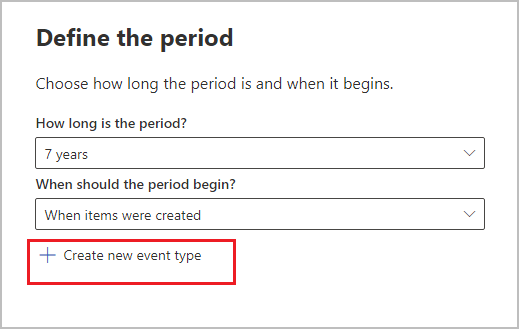 Define the period
Choose how long the period is and when it begins.
How long is the period?
7 years
When should the period begin?
When items were created
Create new event type